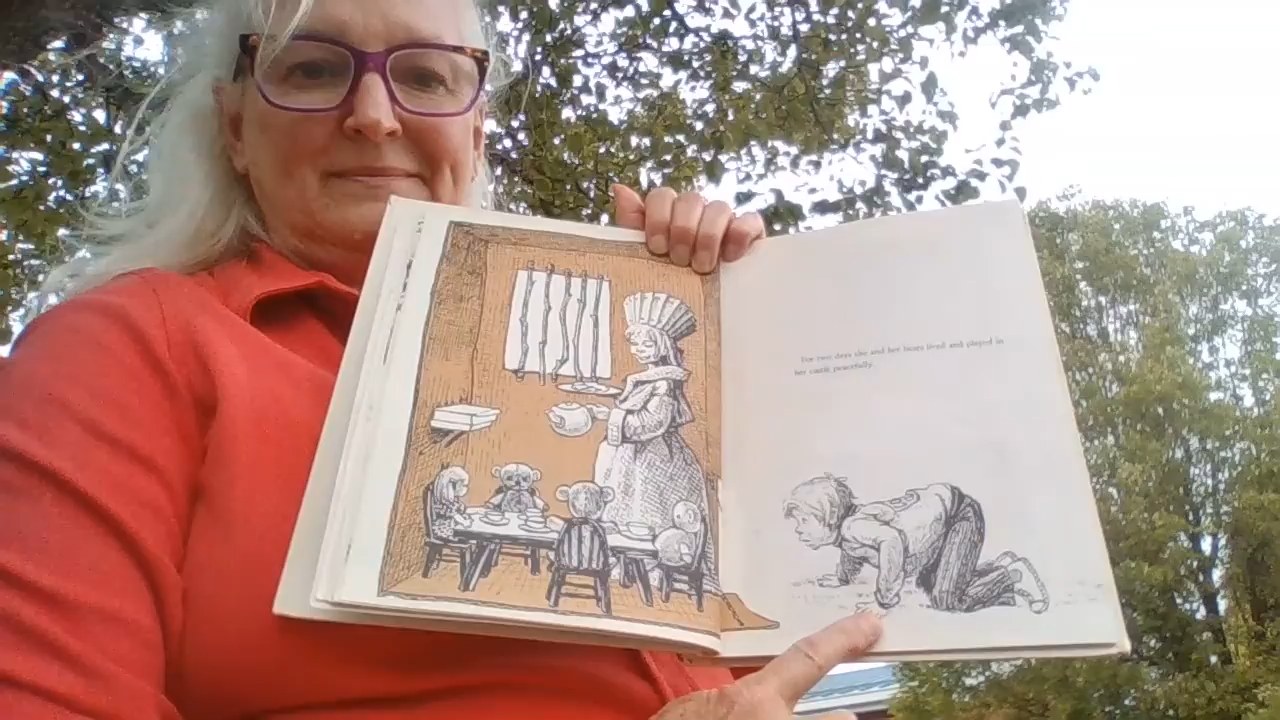 For two days she and her bears lived and played in
her castle peacefully.